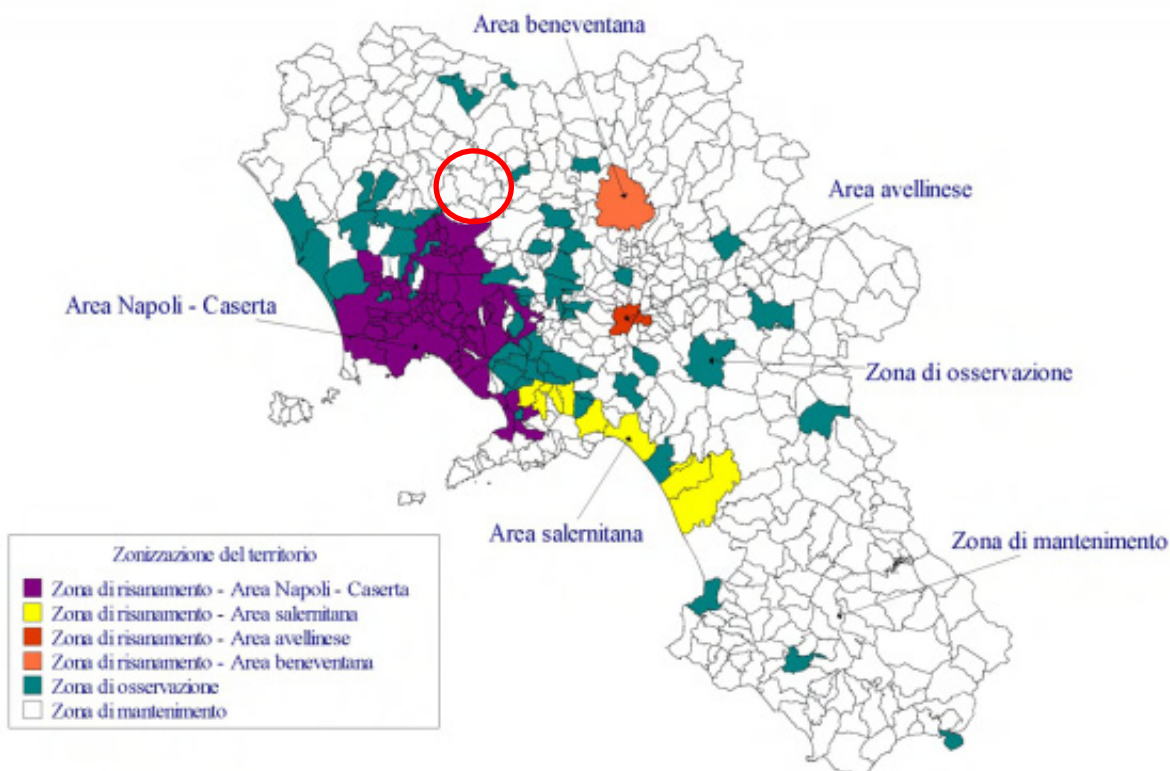 Area beneventana
Area avellinese
Area Napoli - Caserta
Zona di osservazione
Area salernitana
Zona di mantenimento
Zonizzazione del territorio
Zona di risanamento - Area Napoli - Caserta
Zona di risanamento - Area salernitana
Zona di risanamento - Area avellinese
Zona di risanamento - Area beneventana
Zona di osservazione
Zona di mantenimento